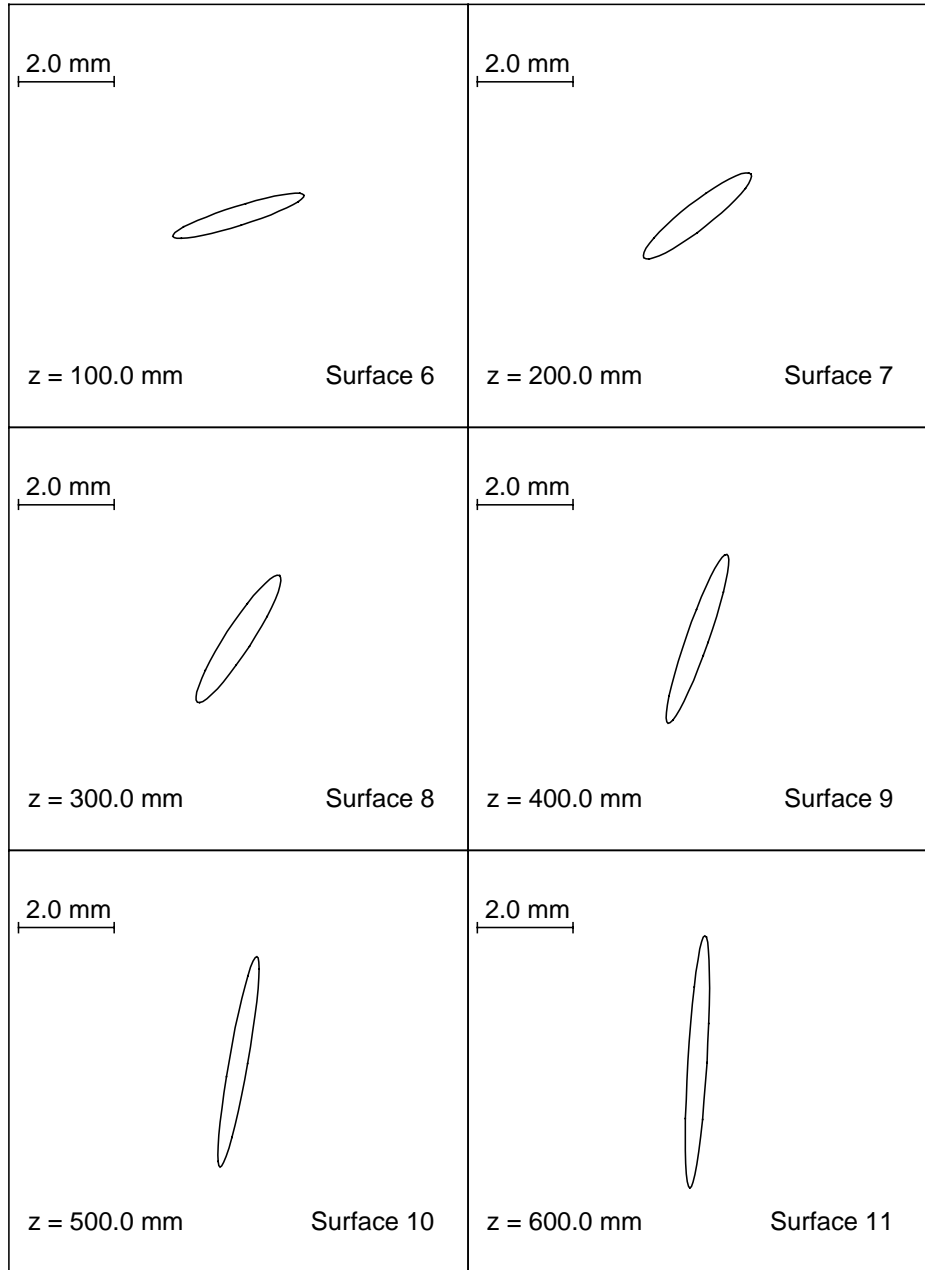 2.0 mm
2.0 mm
z = 100.0 mm Surface 6
z = 200.0 mm Surface 7
2.0 mm
2.0 mm
z = 300.0 mm Surface 8
z = 400.0 mm Surface 9
2.0 mm
2.0 mm
z = 500.0 mm Surface 10
z = 600.0 mm Surface 11